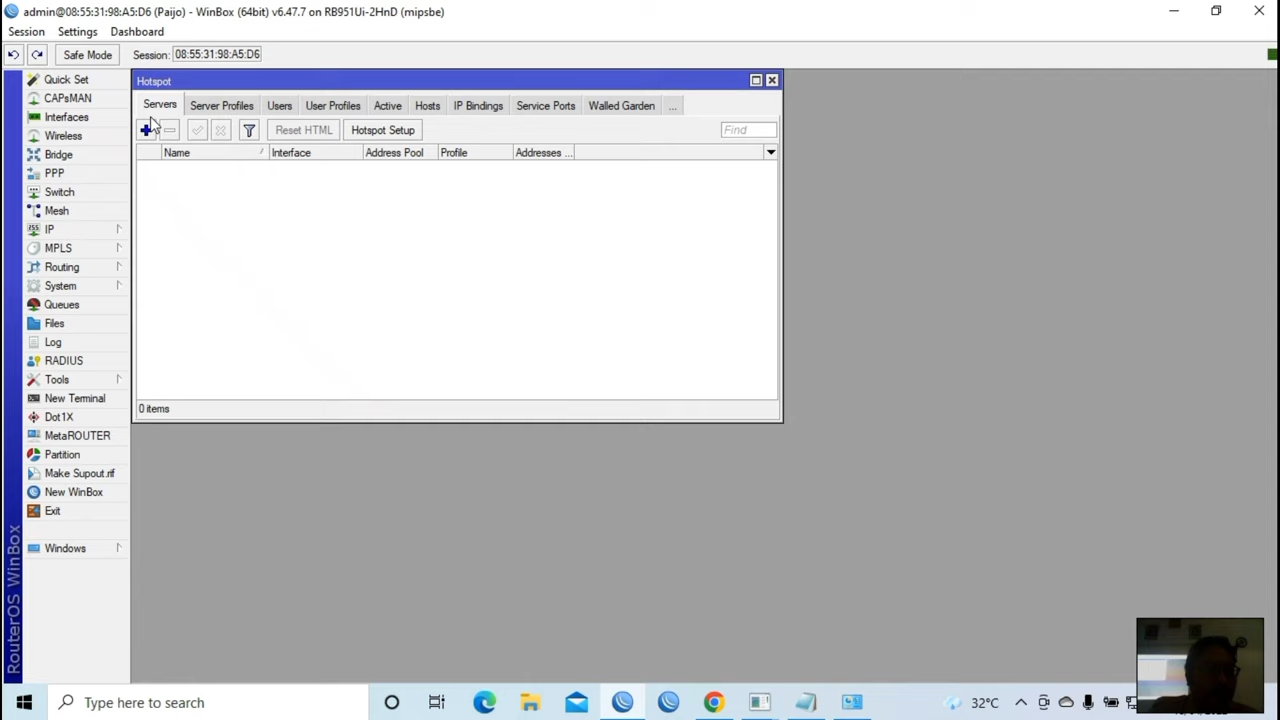 admin@08:55:31:98:A5:D6 (Paijo) - WinBox (64bit) v6.47.7 on RB951Ui-2HnD (mipsbe)
Session Settings Dashboard
Safe Mode Session: 08:55:31:98:A5:D6
Quick Set
CAPsMAN
Interfaces
Wireless
Bridge
PPP
Switch
Mesh
IP
MPLS
Routing
System
Queues
Files
Log
RADIUS
Tools
New Terminal
Dot1X
MetaROUTER
Partition
Make Supout.rif
New WinBox
Exit
Windows
RouterOS WinBox
Hotspot
Servers Server Profiles Users User Profiles Active Hosts IP Bindings Service Ports Walled Garden ...
Reset HTML Hotspot Setup Find
Name Interface Address Pool Profile Addresses ...
0 items
Type here to search
32°C